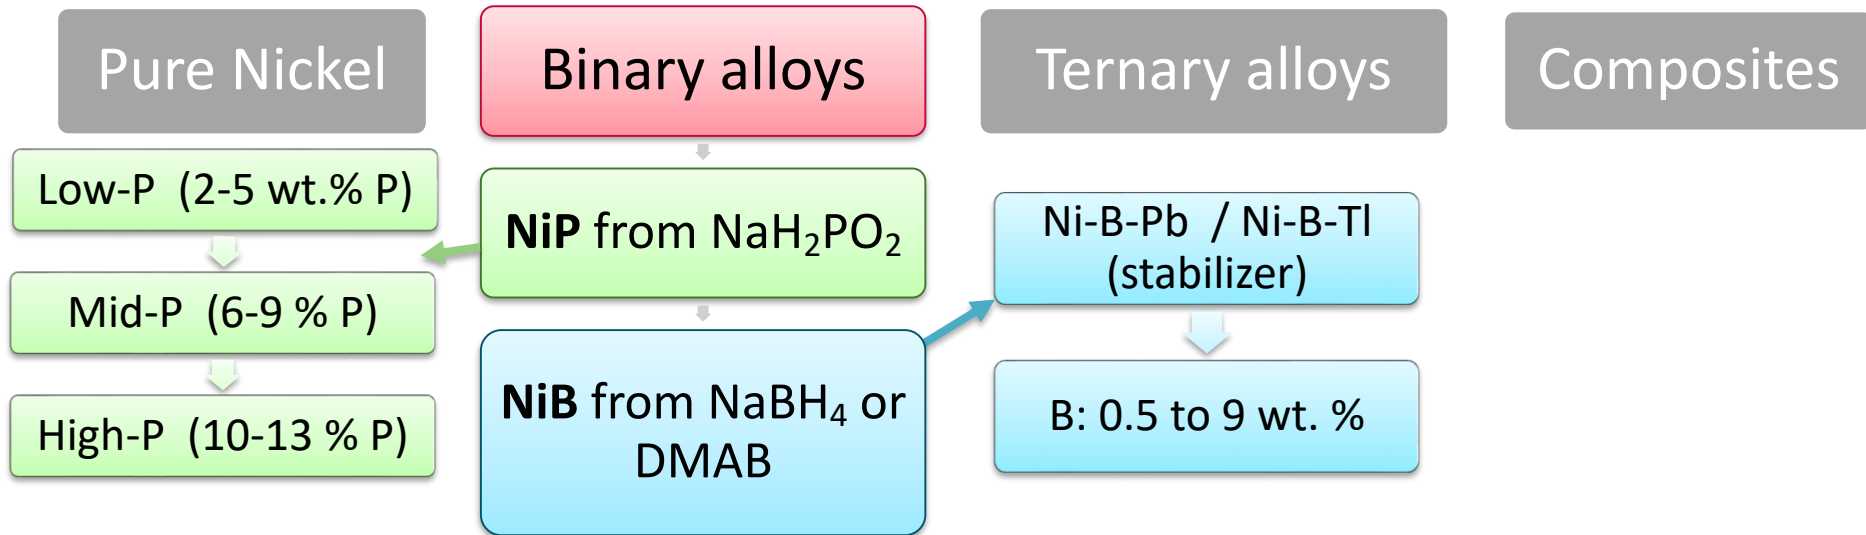 Pure Nickel
Binary alloys
Ternary alloys
Composites
Low-P (2-5 wt.% P)
Mid-P (6-9 % P)
High-P (10-13 % P)
NiP from NaH₂PO₂
NiB from NaBH₄ or
DMAB
Ni-B-Pb / Ni-B-Tl
(stabilizer)
B: 0.5 to 9 wt. %